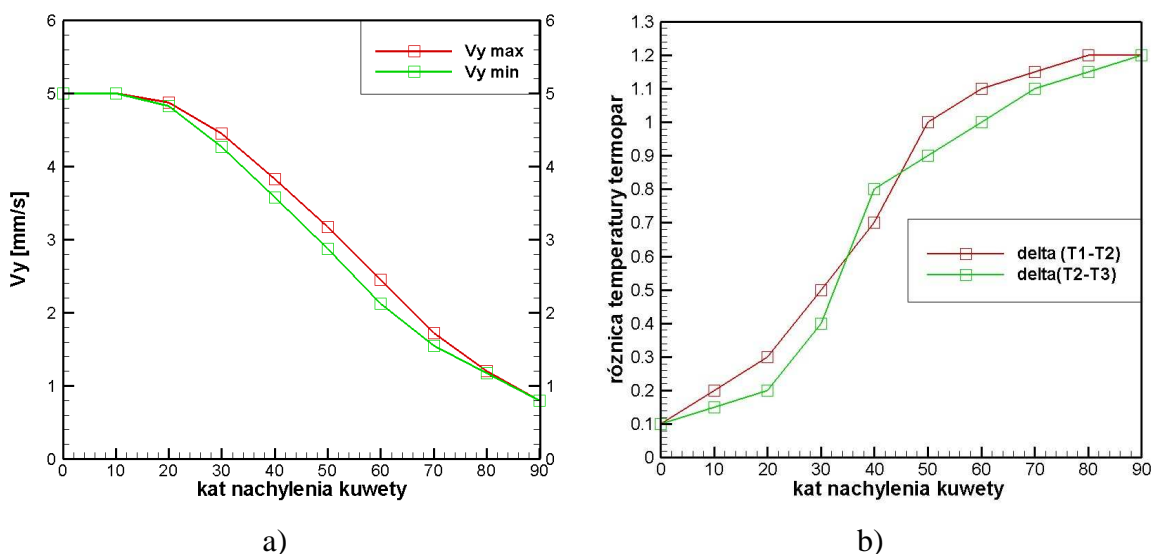 6
5
4
3
2
1
0
6
5
4
3
2
1
0
Vy [mm/s]
Vy max
Vy min
0 10 20 30 40 50 60 70 80 90
kat nachylenia kuwety
a)
1.3
1.2
1.1
1
0.9
0.8
0.7
0.6
0.5
0.4
0.3
0.2
0.1
0
róznica temperatury termopar
delta (T1-T2)
delta(T2-T3)
0 10 20 30 40 50 60 70 80 90
kat nachylenia kuwety
b)